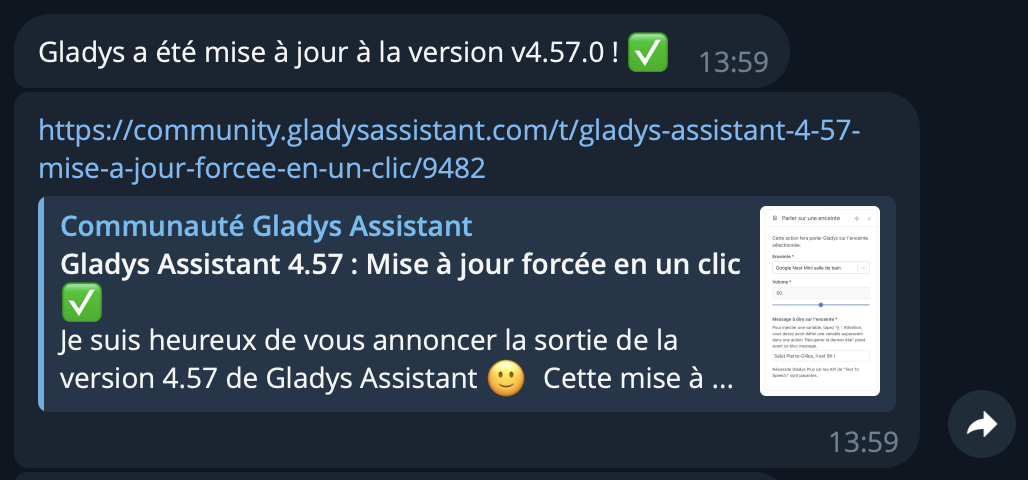 Gladys a été mise à jour à la version v4.57.0 ! ✅ 13:59
https://community.gladysassistant.com/t/gladys-assistant-4-57-
mise-a-jour-forcee-en-un-clic/9482
Communauté Gladys Assistant
Gladys Assistant 4.57 : Mise à jour forcée en un clic
✅
Je suis heureux de vous annoncer la sortie de la
version 4.57 de Gladys Assistant 🙂 Cette mise à ...
Parler sur une enceinte
Cette action fera parler Gladys sur l'enceinte
sélectionnée.
Enceinte *
Google Nest Mini salle de bain
Volume *
50
Message à dire sur l'enceinte *
Pour injecter une variable, tapez "{{". Attention,
vous devez avoir défini une variable auparavant
dans une action "Récupérer le dernier état" placé
avant ce bloc message.
Salut Pierre-Gilles, il est 8h !
Nécessite Gladys Plus car les API de "Text To
Speech" sont payantes.
13:59